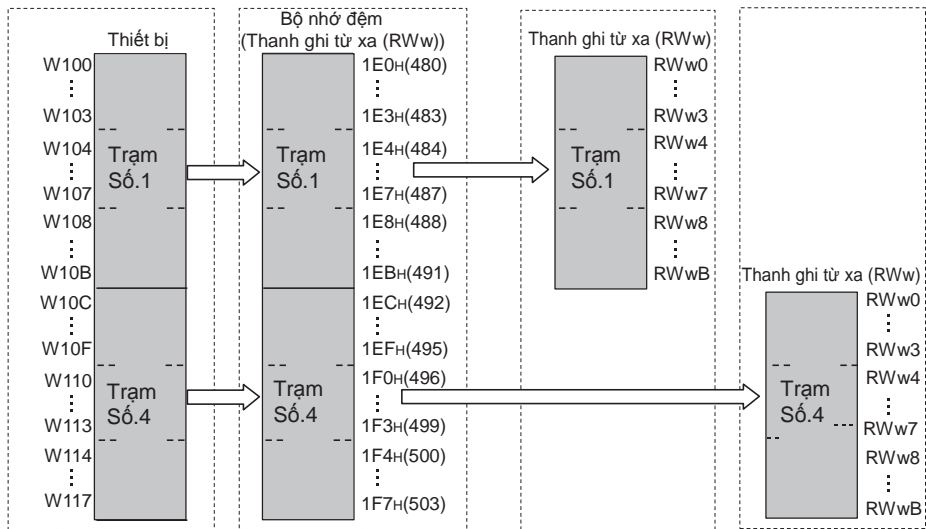 Thiết bị
W100
W103
W104
W107
W108
W10B
W10C
W10F
W110
W113
W114
W117
Trạm
Số.1
Trạm
Số.4
Bộ nhớ đệm
(Thanh ghi từ xa (RWw))
Trạm
Số.1
Trạm
Số.4
1E0H(480)
1E3H(483)
1E4H(484)
1E7H(487)
1E8H(488)
1EBH(491)
1ECH(492)
1EFH(495)
1F0H(496)
1F3H(499)
1F4H(500)
1F7H(503)
Thanh ghi từ xa (RWw)
Trạm
Số.1
RWw0
RWw3
RWw4
RWw7
RWw8
RWwB
Thanh ghi từ xa (RWw)
Trạm
Số.4
RWw0
RWw3
RWw4
RWw7
RWw8
RWwB